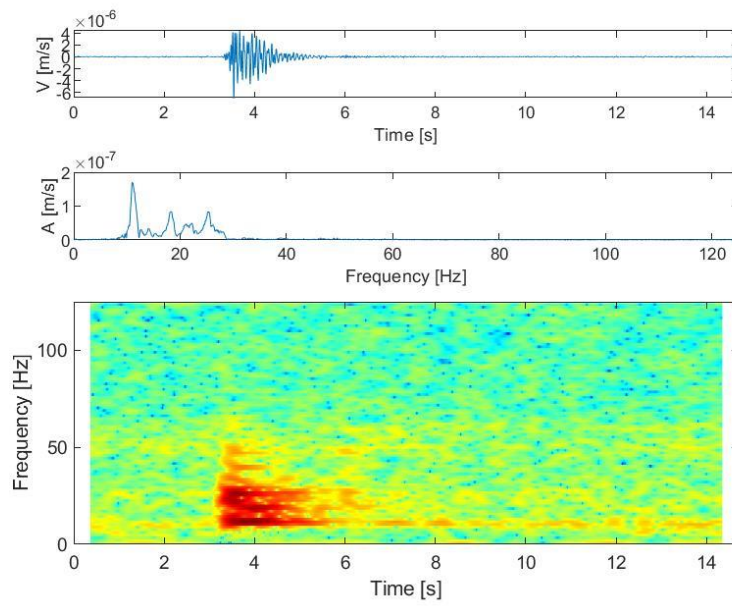 ×10⁻⁶
4
2
0
-2
-4
-6
V [m/s]
0 2 4 6 8 10 12 14
Time [s]
×10⁻⁷
2
1
0
A [m/s]
0 20 40 60 80 100 120
Frequency [Hz]
100
50
0
Frequency [Hz]
0 2 4 6 8 10 12 14
Time [s]